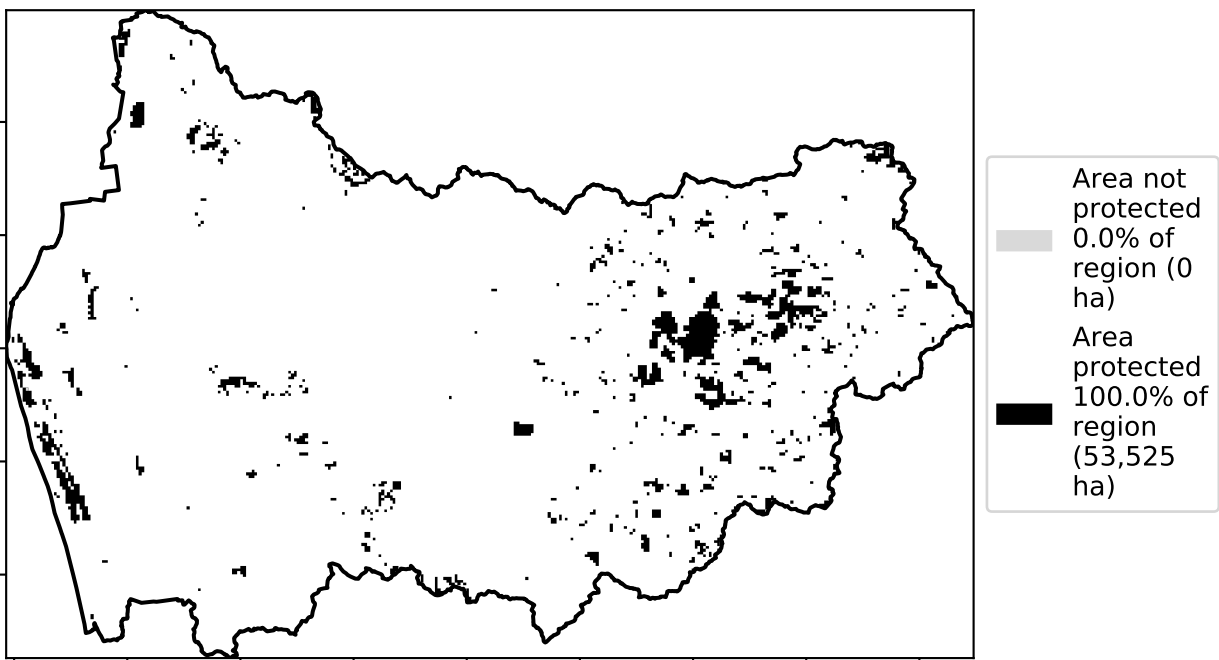 Area not
protected
0.0% of
region (0
ha)
Area
protected
100.0% of
region
(53,525
ha)